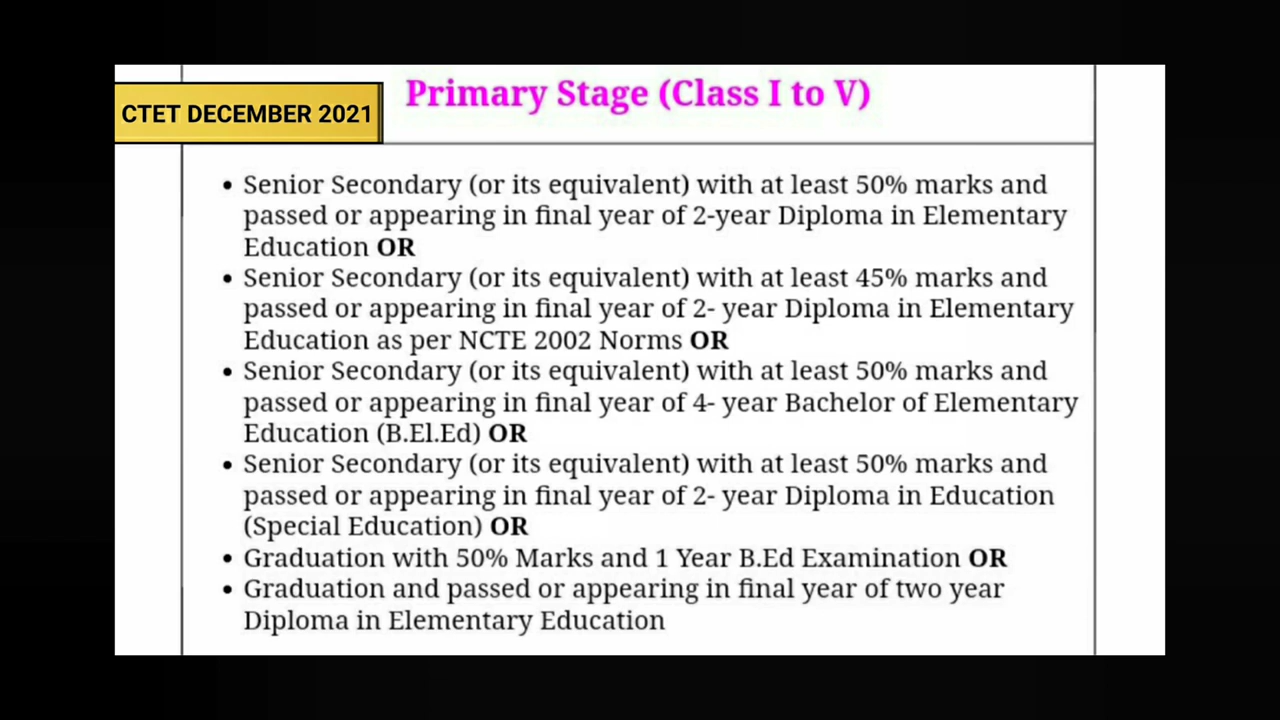 Primary Stage (Class I to V)
CTET DECEMBER 2021
• Senior Secondary (or its equivalent) with at least 50% marks and
passed or appearing in final year of 2-year Diploma in Elementary
Education OR
• Senior Secondary (or its equivalent) with at least 45% marks and
passed or appearing in final year of 2- year Diploma in Elementary
Education as per NCTE 2002 Norms OR
• Senior Secondary (or its equivalent) with at least 50% marks and
passed or appearing in final year of 4- year Bachelor of Elementary
Education (B.El.Ed) OR
• Senior Secondary (or its equivalent) with at least 50% marks and
passed or appearing in final year of 2- year Diploma in Education
(Special Education) OR
• Graduation with 50% Marks and 1 Year B.Ed Examination OR
• Graduation and passed or appearing in final year of two year
Diploma in Elementary Education